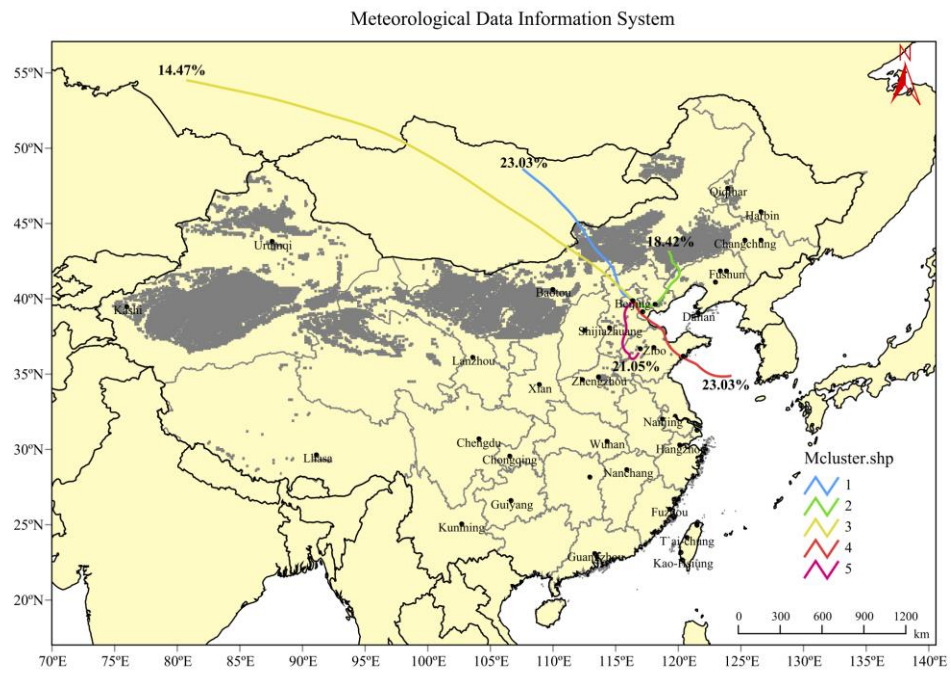 Meteorological Data Information System
N
55°N
50°N
45°N
40°N
35°N
30°N
25°N
20°N
14.47%
23.03%
18.42%
21.05%
23.03%
Qiqihar
Harbin
Changchung
Fushun
Urumqi
Kashi
Baotou
Beijing
Dalian
Shijiazhuang
Zibo
Lanzhou
Xian
Zhengzhou
Nanjing
Chengdu
Chongqing
Wuhan
Hangzhou
Lhasa
Nanchang
Guiyang
Fuzhou
Kunming
T`ai-chung
Guangzhou
Kao-Hsiung
Mcluster.shp
1
2
3
4
5
0 300 600 900 1200
km
70°E 75°E 80°E 85°E 90°E 95°E 100°E 105°E 110°E 115°E 120°E 125°E 130°E 135°E 140°E